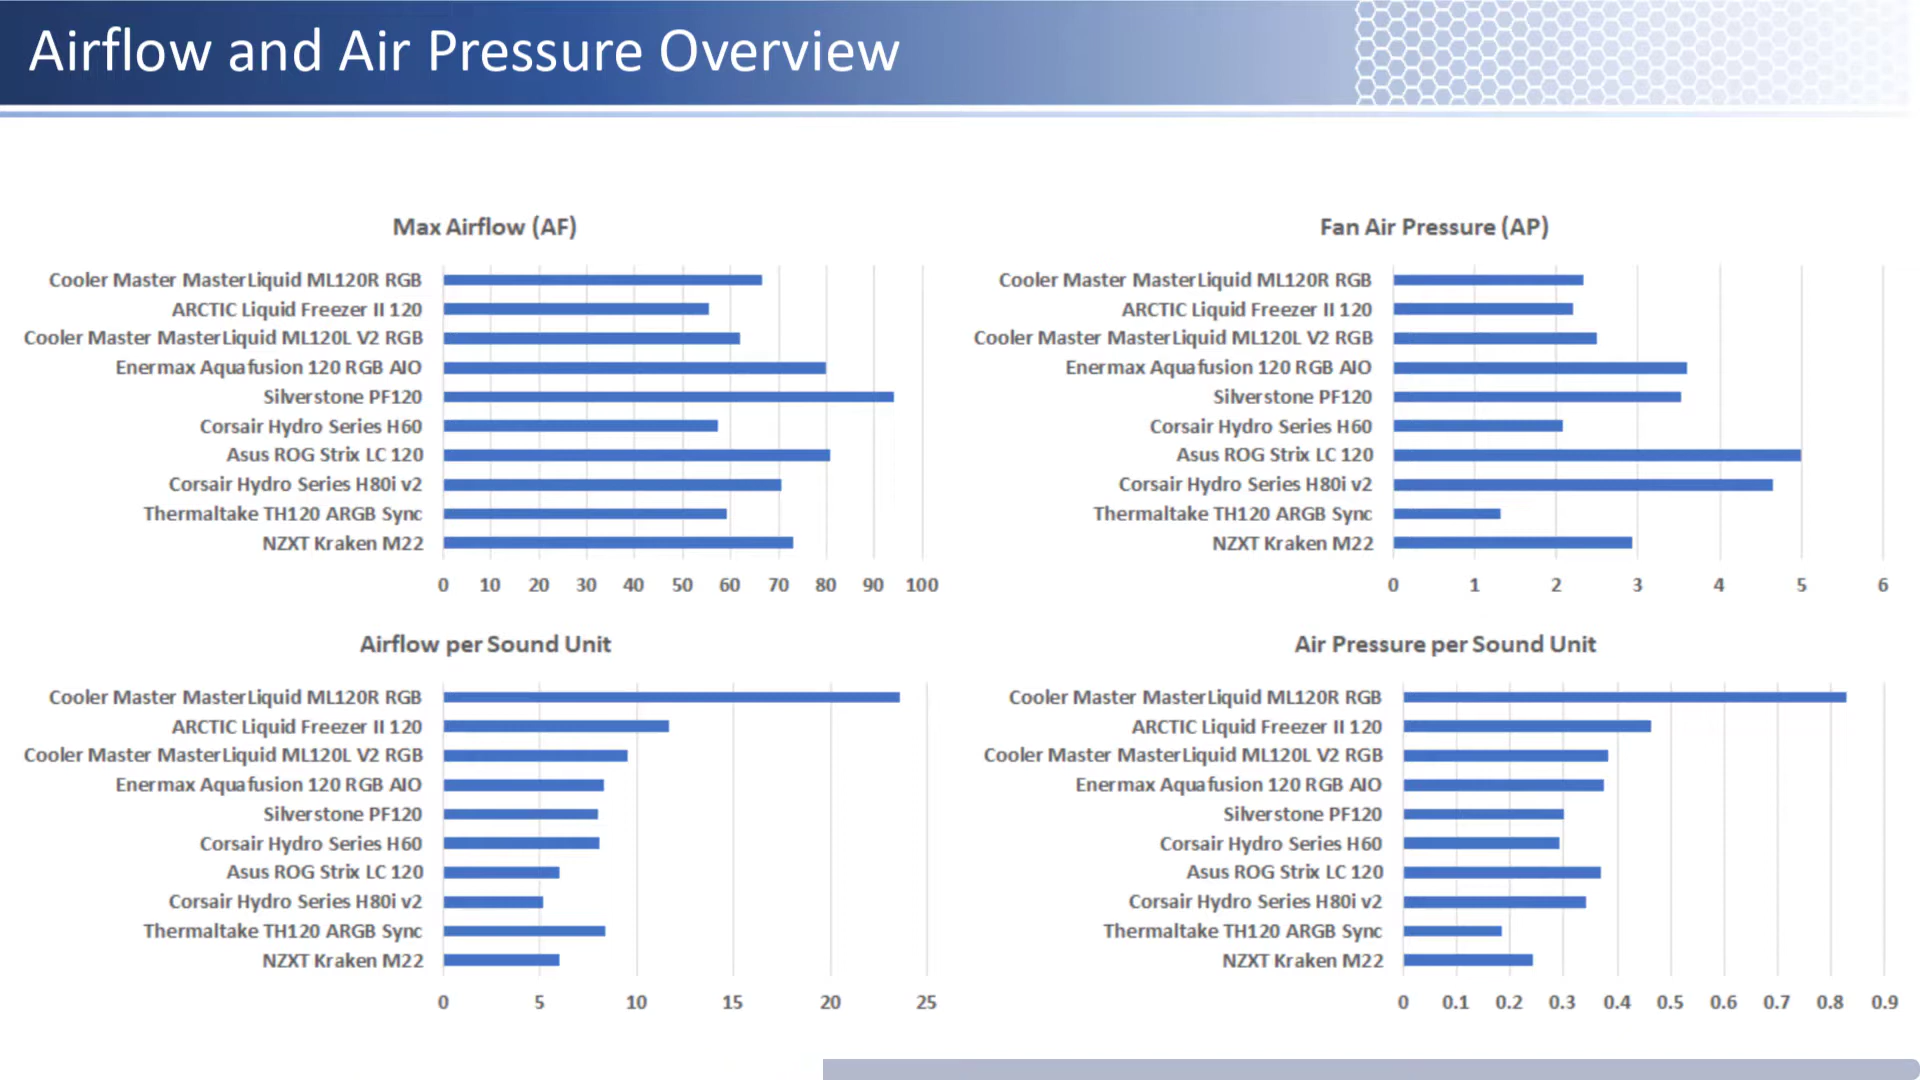 Airflow and Air Pressure Overview
Max Airflow (AF)
Cooler Master MasterLiquid ML120R RGB
ARCTIC Liquid Freezer II 120
Cooler Master MasterLiquid ML120L V2 RGB
Enermax Aquafusion 120 RGB AIO
Silverstone PF120
Corsair Hydro Series H60
Asus ROG Strix LC 120
Corsair Hydro Series H80i v2
Thermaltake TH120 ARGB Sync
NZXT Kraken M22
0 10 20 30 40 50 60 70 80 90 100
Fan Air Pressure (AP)
Cooler Master MasterLiquid ML120R RGB
ARCTIC Liquid Freezer II 120
Cooler Master MasterLiquid ML120L V2 RGB
Enermax Aquafusion 120 RGB AIO
Silverstone PF120
Corsair Hydro Series H60
Asus ROG Strix LC 120
Corsair Hydro Series H80i v2
Thermaltake TH120 ARGB Sync
NZXT Kraken M22
0 1 2 3 4 5 6
Airflow per Sound Unit
Cooler Master MasterLiquid ML120R RGB
ARCTIC Liquid Freezer II 120
Cooler Master MasterLiquid ML120L V2 RGB
Enermax Aquafusion 120 RGB AIO
Silverstone PF120
Corsair Hydro Series H60
Asus ROG Strix LC 120
Corsair Hydro Series H80i v2
Thermaltake TH120 ARGB Sync
NZXT Kraken M22
0 5 10 15 20 25
Air Pressure per Sound Unit
Cooler Master MasterLiquid ML120R RGB
ARCTIC Liquid Freezer II 120
Cooler Master MasterLiquid ML120L V2 RGB
Enermax Aquafusion 120 RGB AIO
Silverstone PF120
Corsair Hydro Series H60
Asus ROG Strix LC 120
Corsair Hydro Series H80i v2
Thermaltake TH120 ARGB Sync
NZXT Kraken M22
0 0.1 0.2 0.3 0.4 0.5 0.6 0.7 0.8 0.9